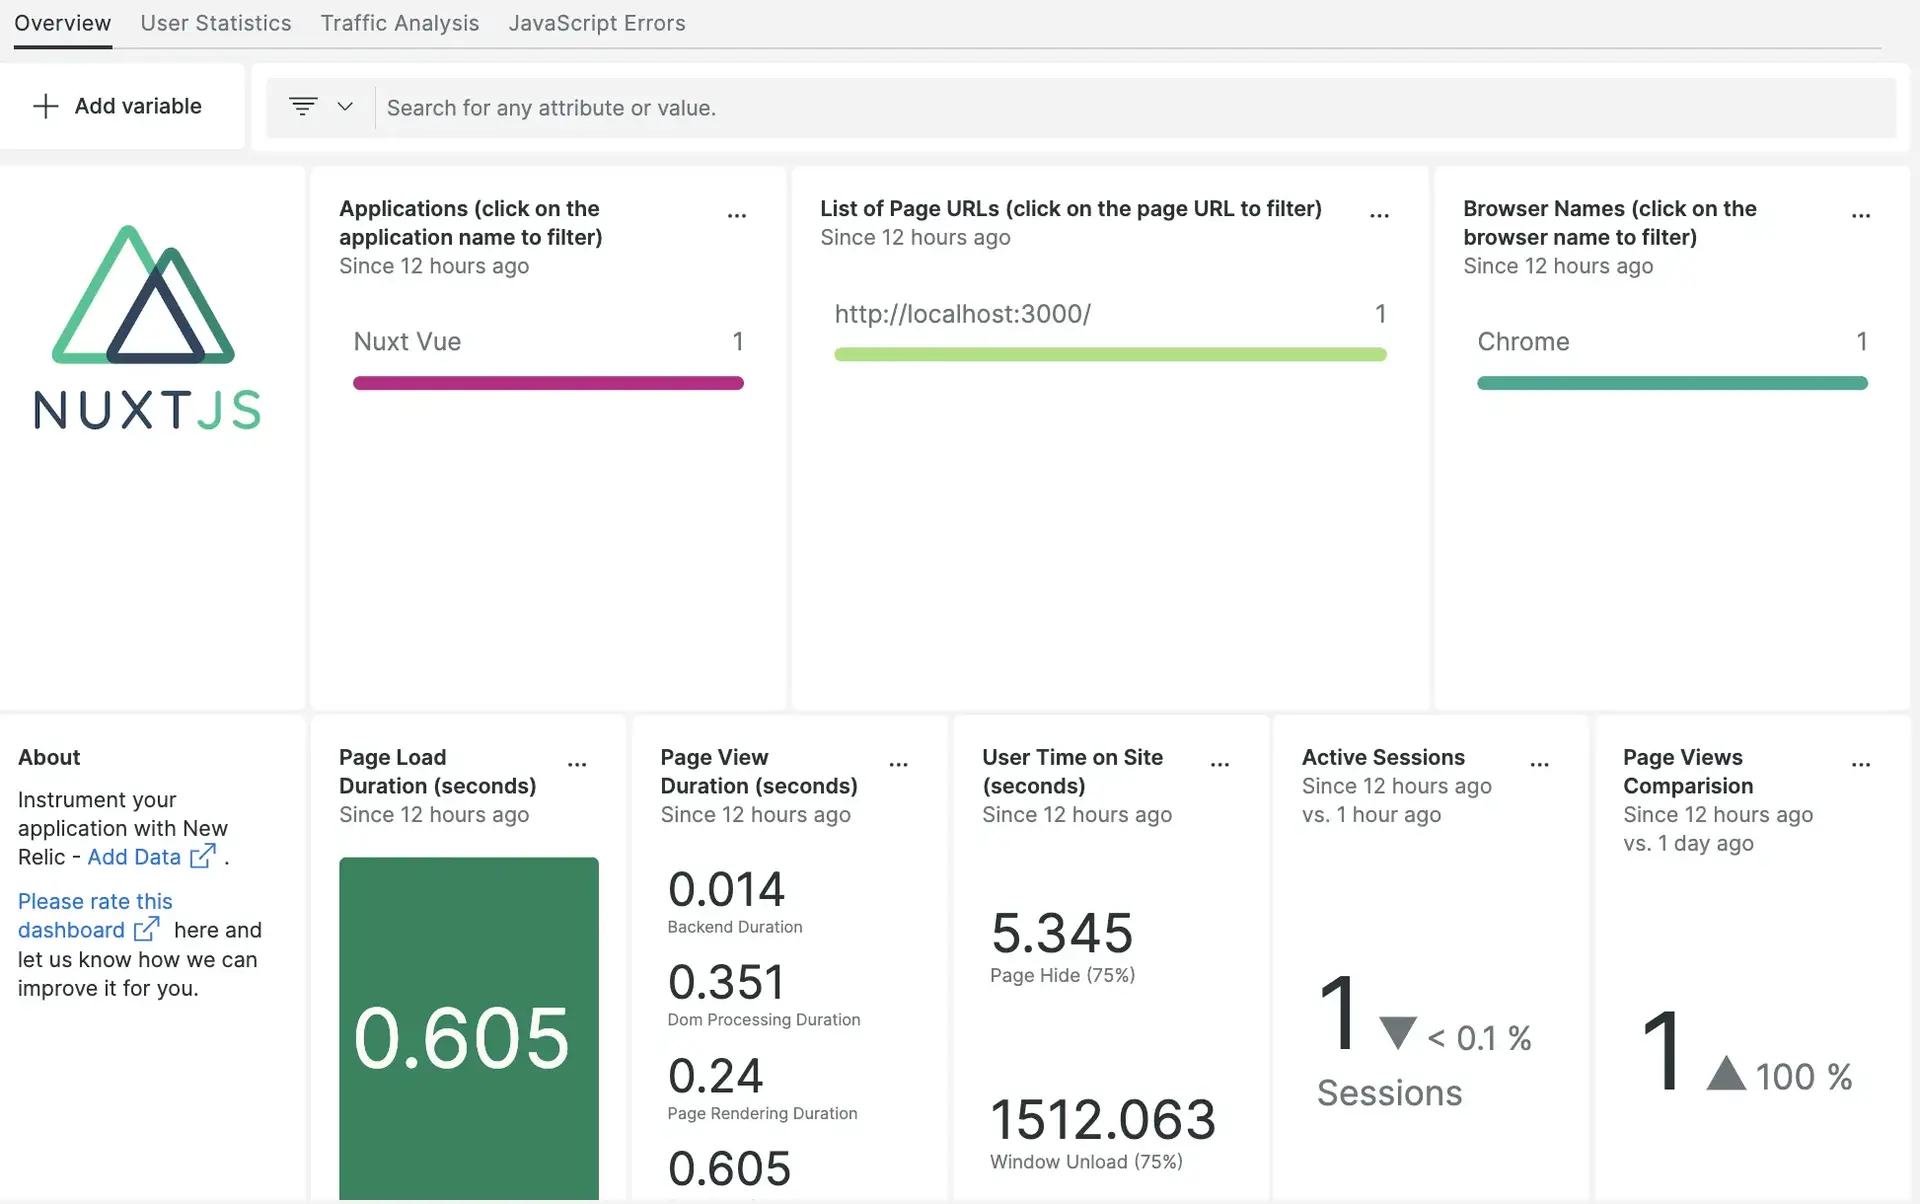 Overview User Statistics Traffic Analysis JavaScript Errors
Add variable
Search for any attribute or value.
NUXTJS
Applications (click on the
application name to filter)
Since 12 hours ago
Nuxt Vue 1
List of Page URLs (click on the page URL to filter)
Since 12 hours ago
http://localhost:3000/ 1
Browser Names (click on the
browser name to filter)
Since 12 hours ago
Chrome 1
About
Instrument your
application with New
Relic - Add Data .
Please rate this
dashboard here and
let us know how we can
improve it for you.
Page Load
Duration (seconds)
Since 12 hours ago
0.605
Page View
Duration (seconds)
Since 12 hours ago
0.014
Backend Duration
0.351
Dom Processing Duration
0.24
Page Rendering Duration
0.605
User Time on Site
(seconds)
Since 12 hours ago
5.345
Page Hide (75%)
1512.063
Window Unload (75%)
Active Sessions
Since 12 hours ago
vs. 1 hour ago
1 < 0.1 %
Sessions
Page Views
Comparision
Since 12 hours ago
vs. 1 day ago
1 100 %